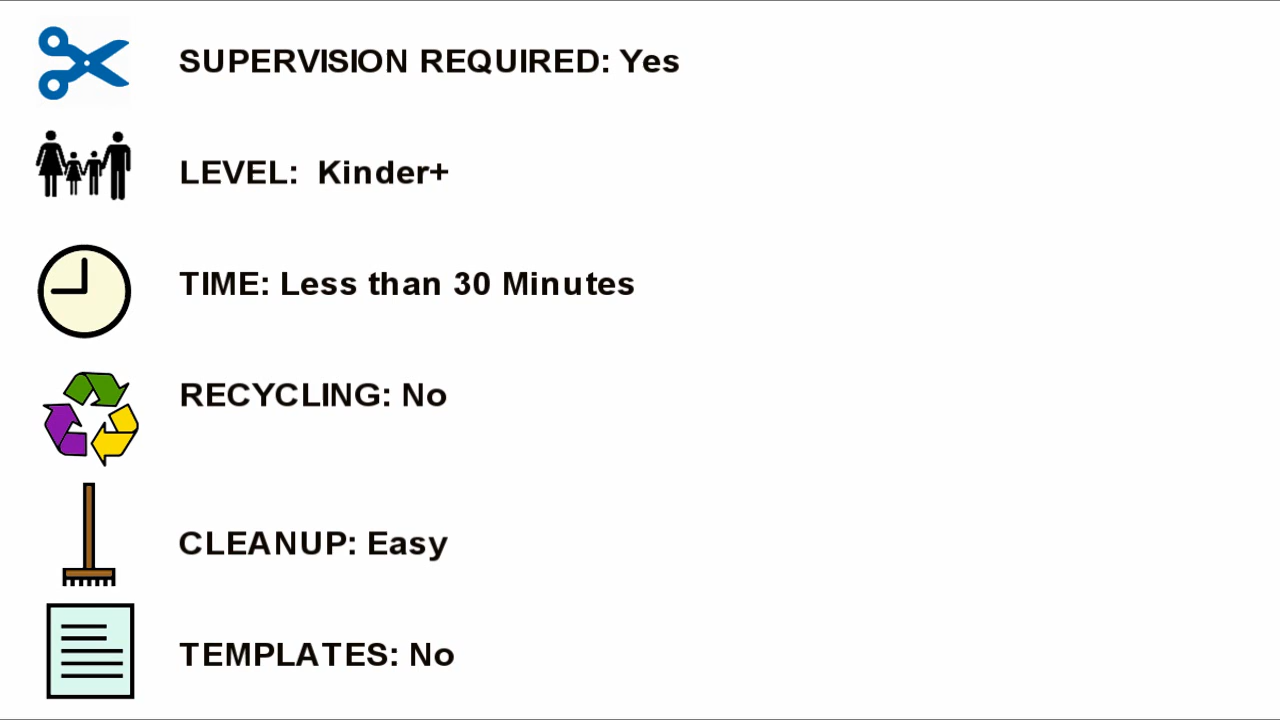 SUPERVISION REQUIRED: Yes
LEVEL: Kinder+
TIME: Less than 30 Minutes
RECYCLING: No
CLEANUP: Easy
TEMPLATES: No